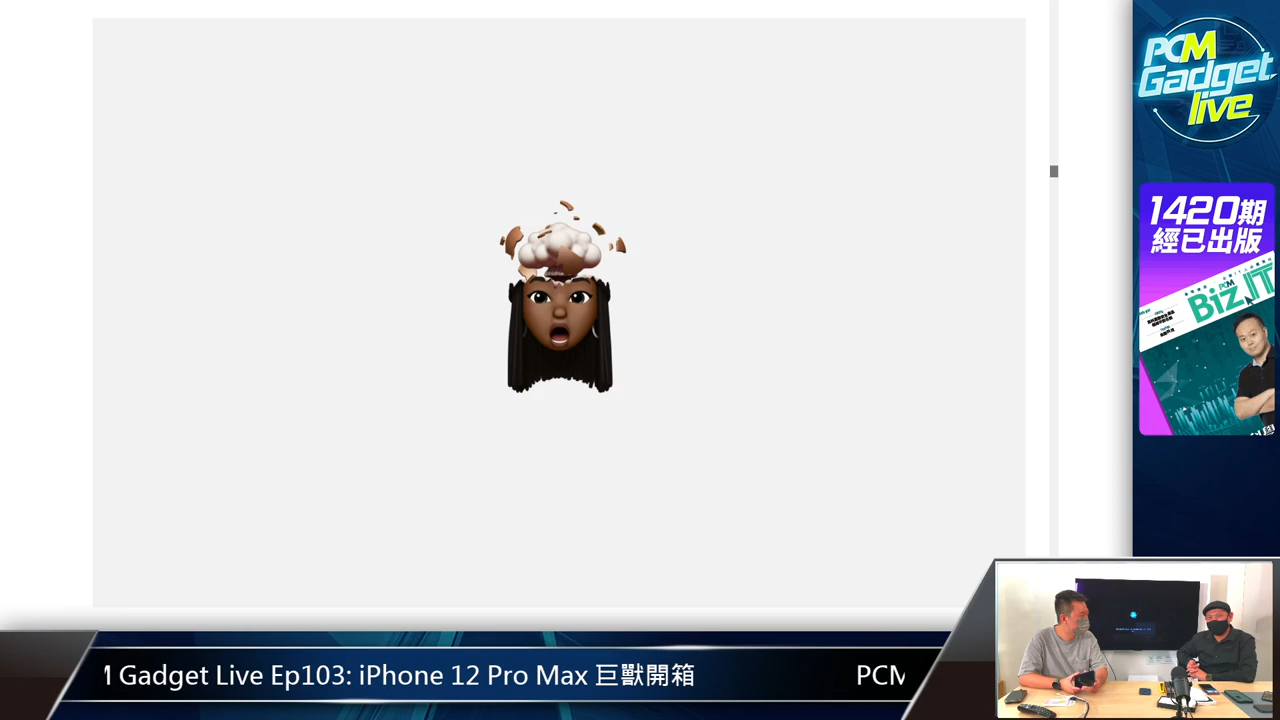 PCM
Gadget
live
1420期
經已出版
PCM
Biz.IT
M Gadget Live Ep103: iPhone 12 Pro Max 巨獸開箱
PCM